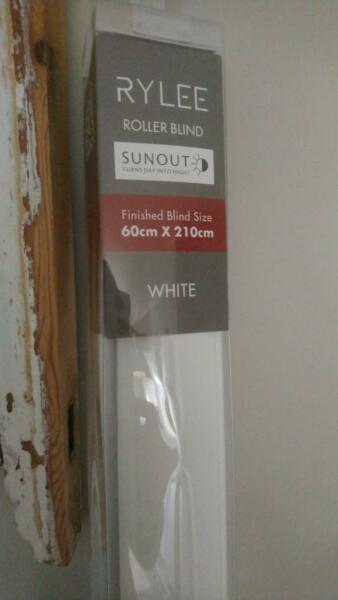 RYLEE
ROLLER BLIND
SUNOUT
TURNS DAY INTO NIGHT
Finished Blind Size
60cm X 210cm
WHITE